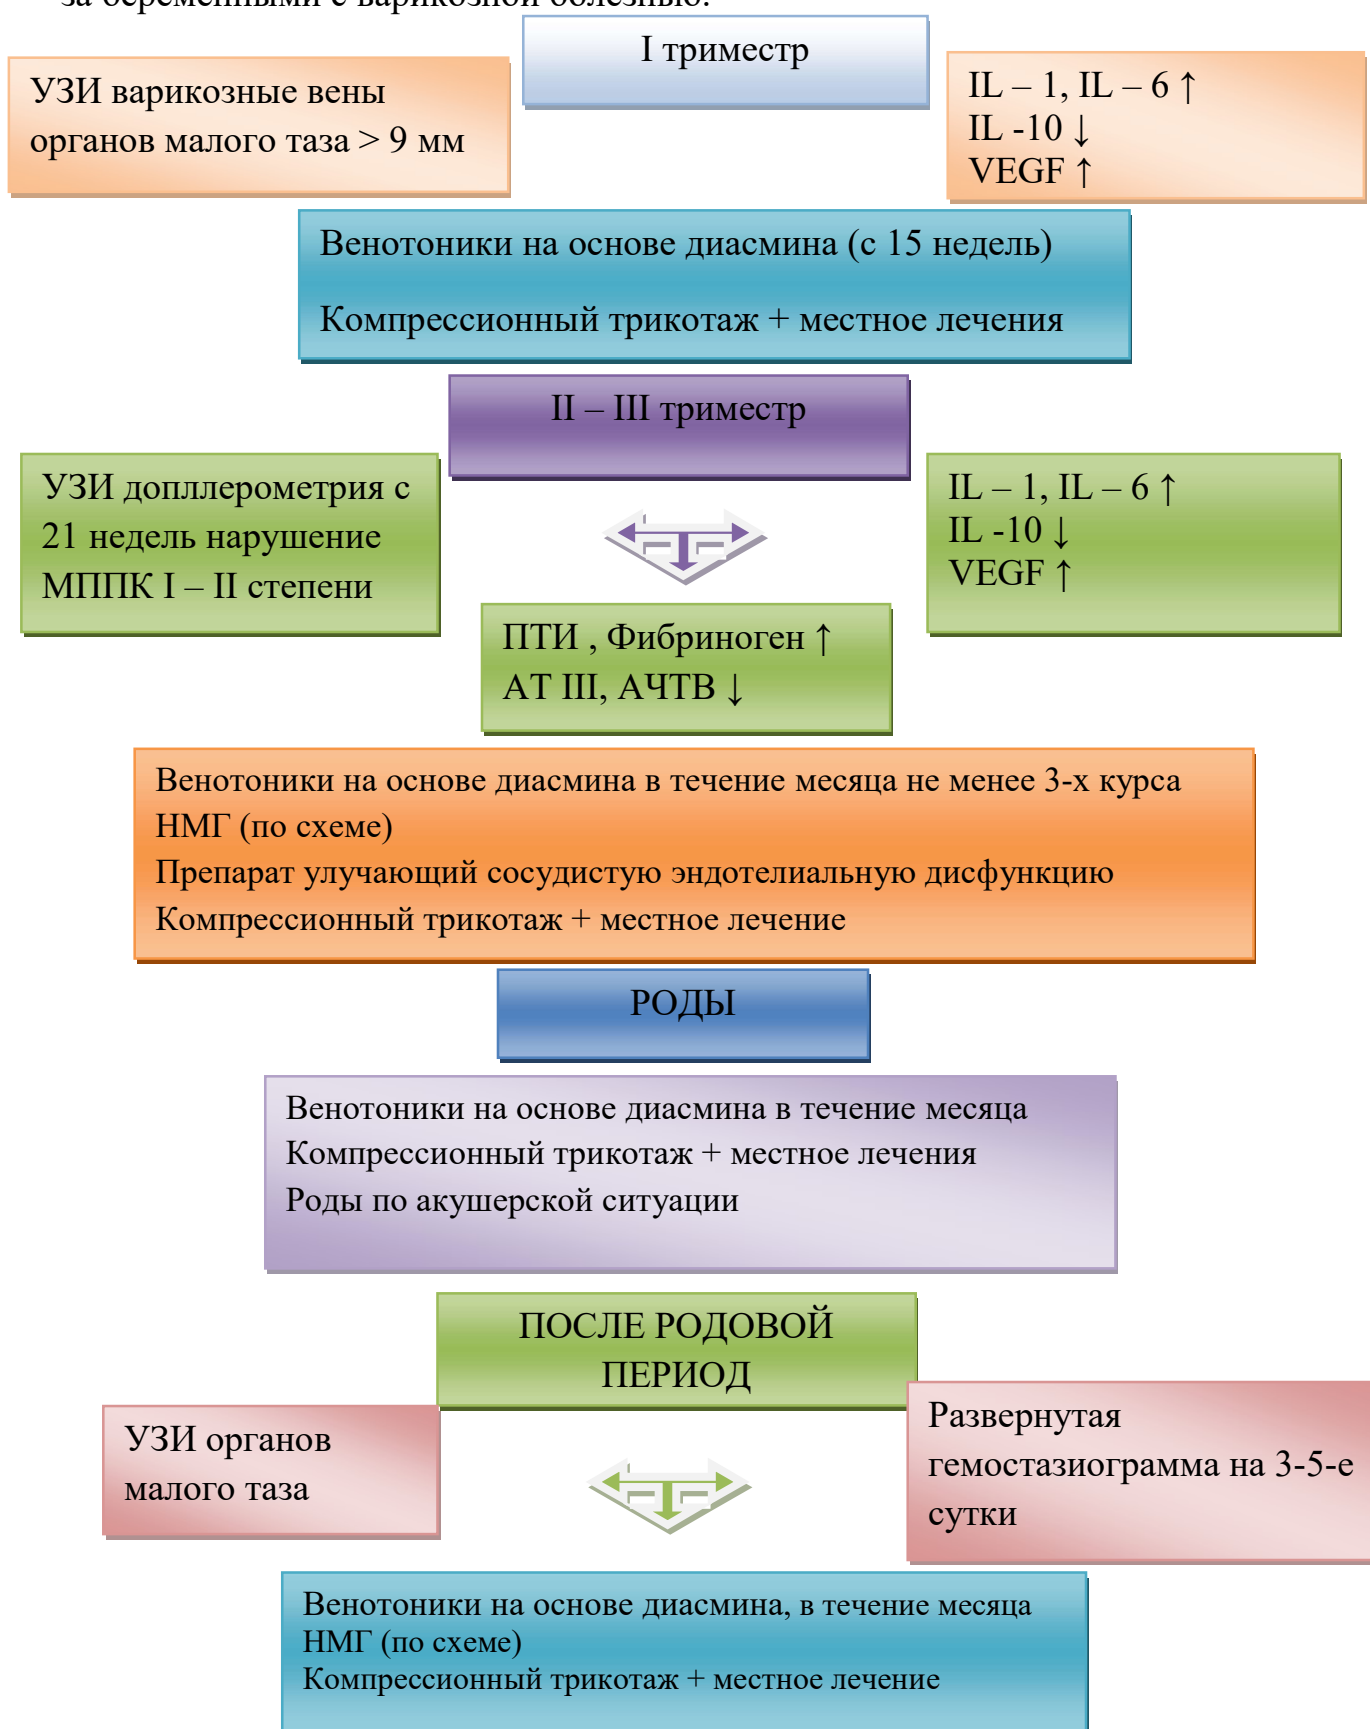 за беременными с варикозной болезнью.
I триместр
УЗИ варикозные вены
органов малого таза > 9 мм
IL – 1, IL – 6 ↑
IL -10 ↓
VEGF ↑
Венотоники на основе диасмина (с 15 недель)
Компрессионный трикотаж + местное лечения
II – III триместр
УЗИ допллерометрия с
21 недель нарушение
МППК I – II степени
IL – 1, IL – 6 ↑
IL -10 ↓
VEGF ↑
ПТИ , Фибриноген ↑
АТ III, АЧТВ ↓
Венотоники на основе диасмина в течение месяца не менее 3-х курса
НМГ (по схеме)
Препарат улучающий сосудистую эндотелиальную дисфункцию
Компрессионный трикотаж + местное лечение
РОДЫ
Венотоники на основе диасмина в течение месяца
Компрессионный трикотаж + местное лечения
Роды по акушерской ситуации
ПОСЛЕ РОДОВОЙ
ПЕРИОД
УЗИ органов
малого таза
Развернутая
гемостазиограмма на 3-5-е
сутки
Венотоники на основе диасмина, в течение месяца
НМГ (по схеме)
Компрессионный трикотаж + местное лечение